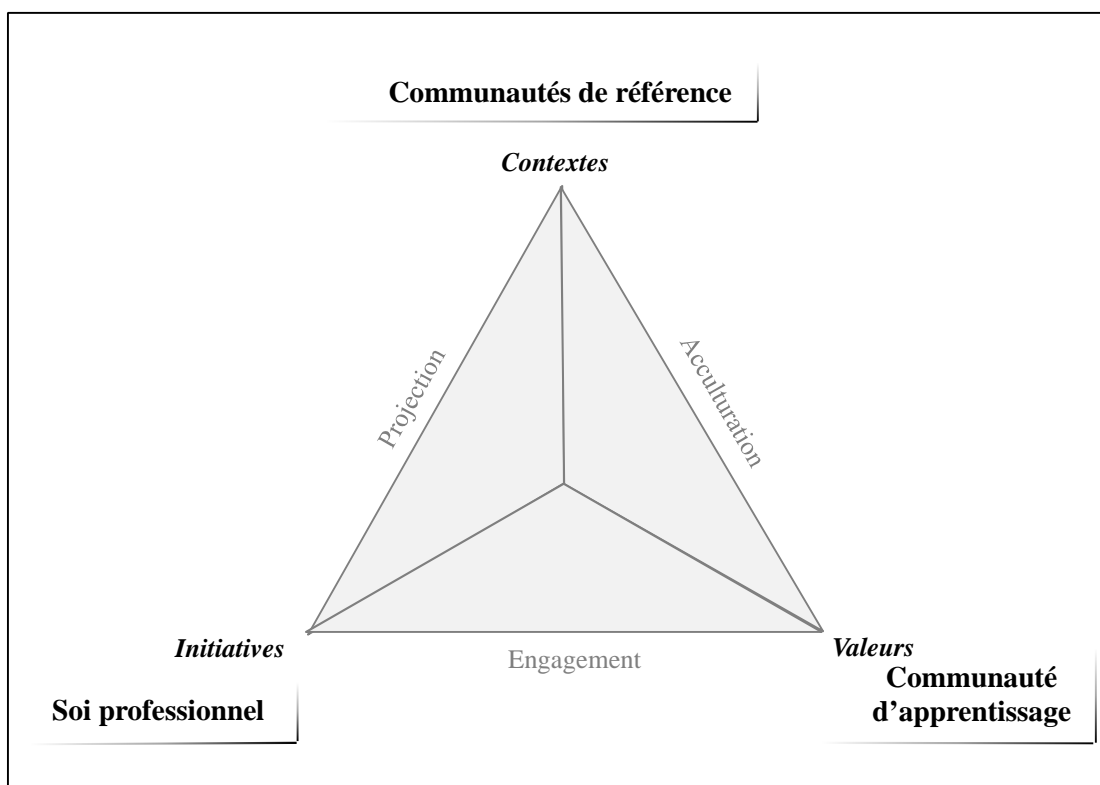 Communautés de référence
Contextes
Projection
Acculturation
Initiatives
Engagement
Valeurs
Soi professionnel
Communauté
d’apprentissage